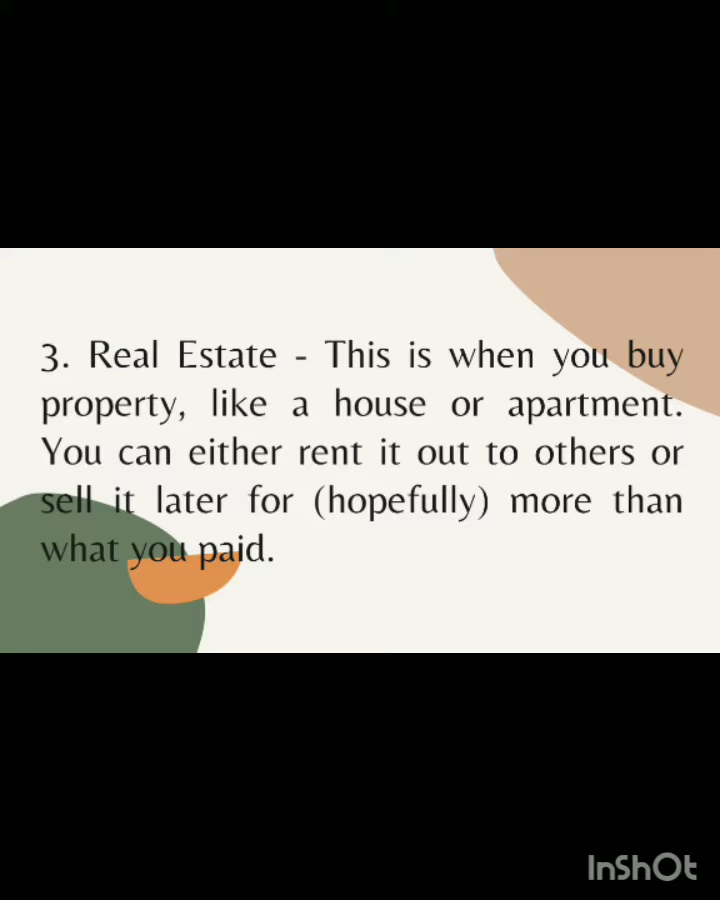 3. Real Estate - This is when you buy
property, like a house or apartment.
You can either rent it out to others or
sell it later for (hopefully) more than
what you paid.
InShOt